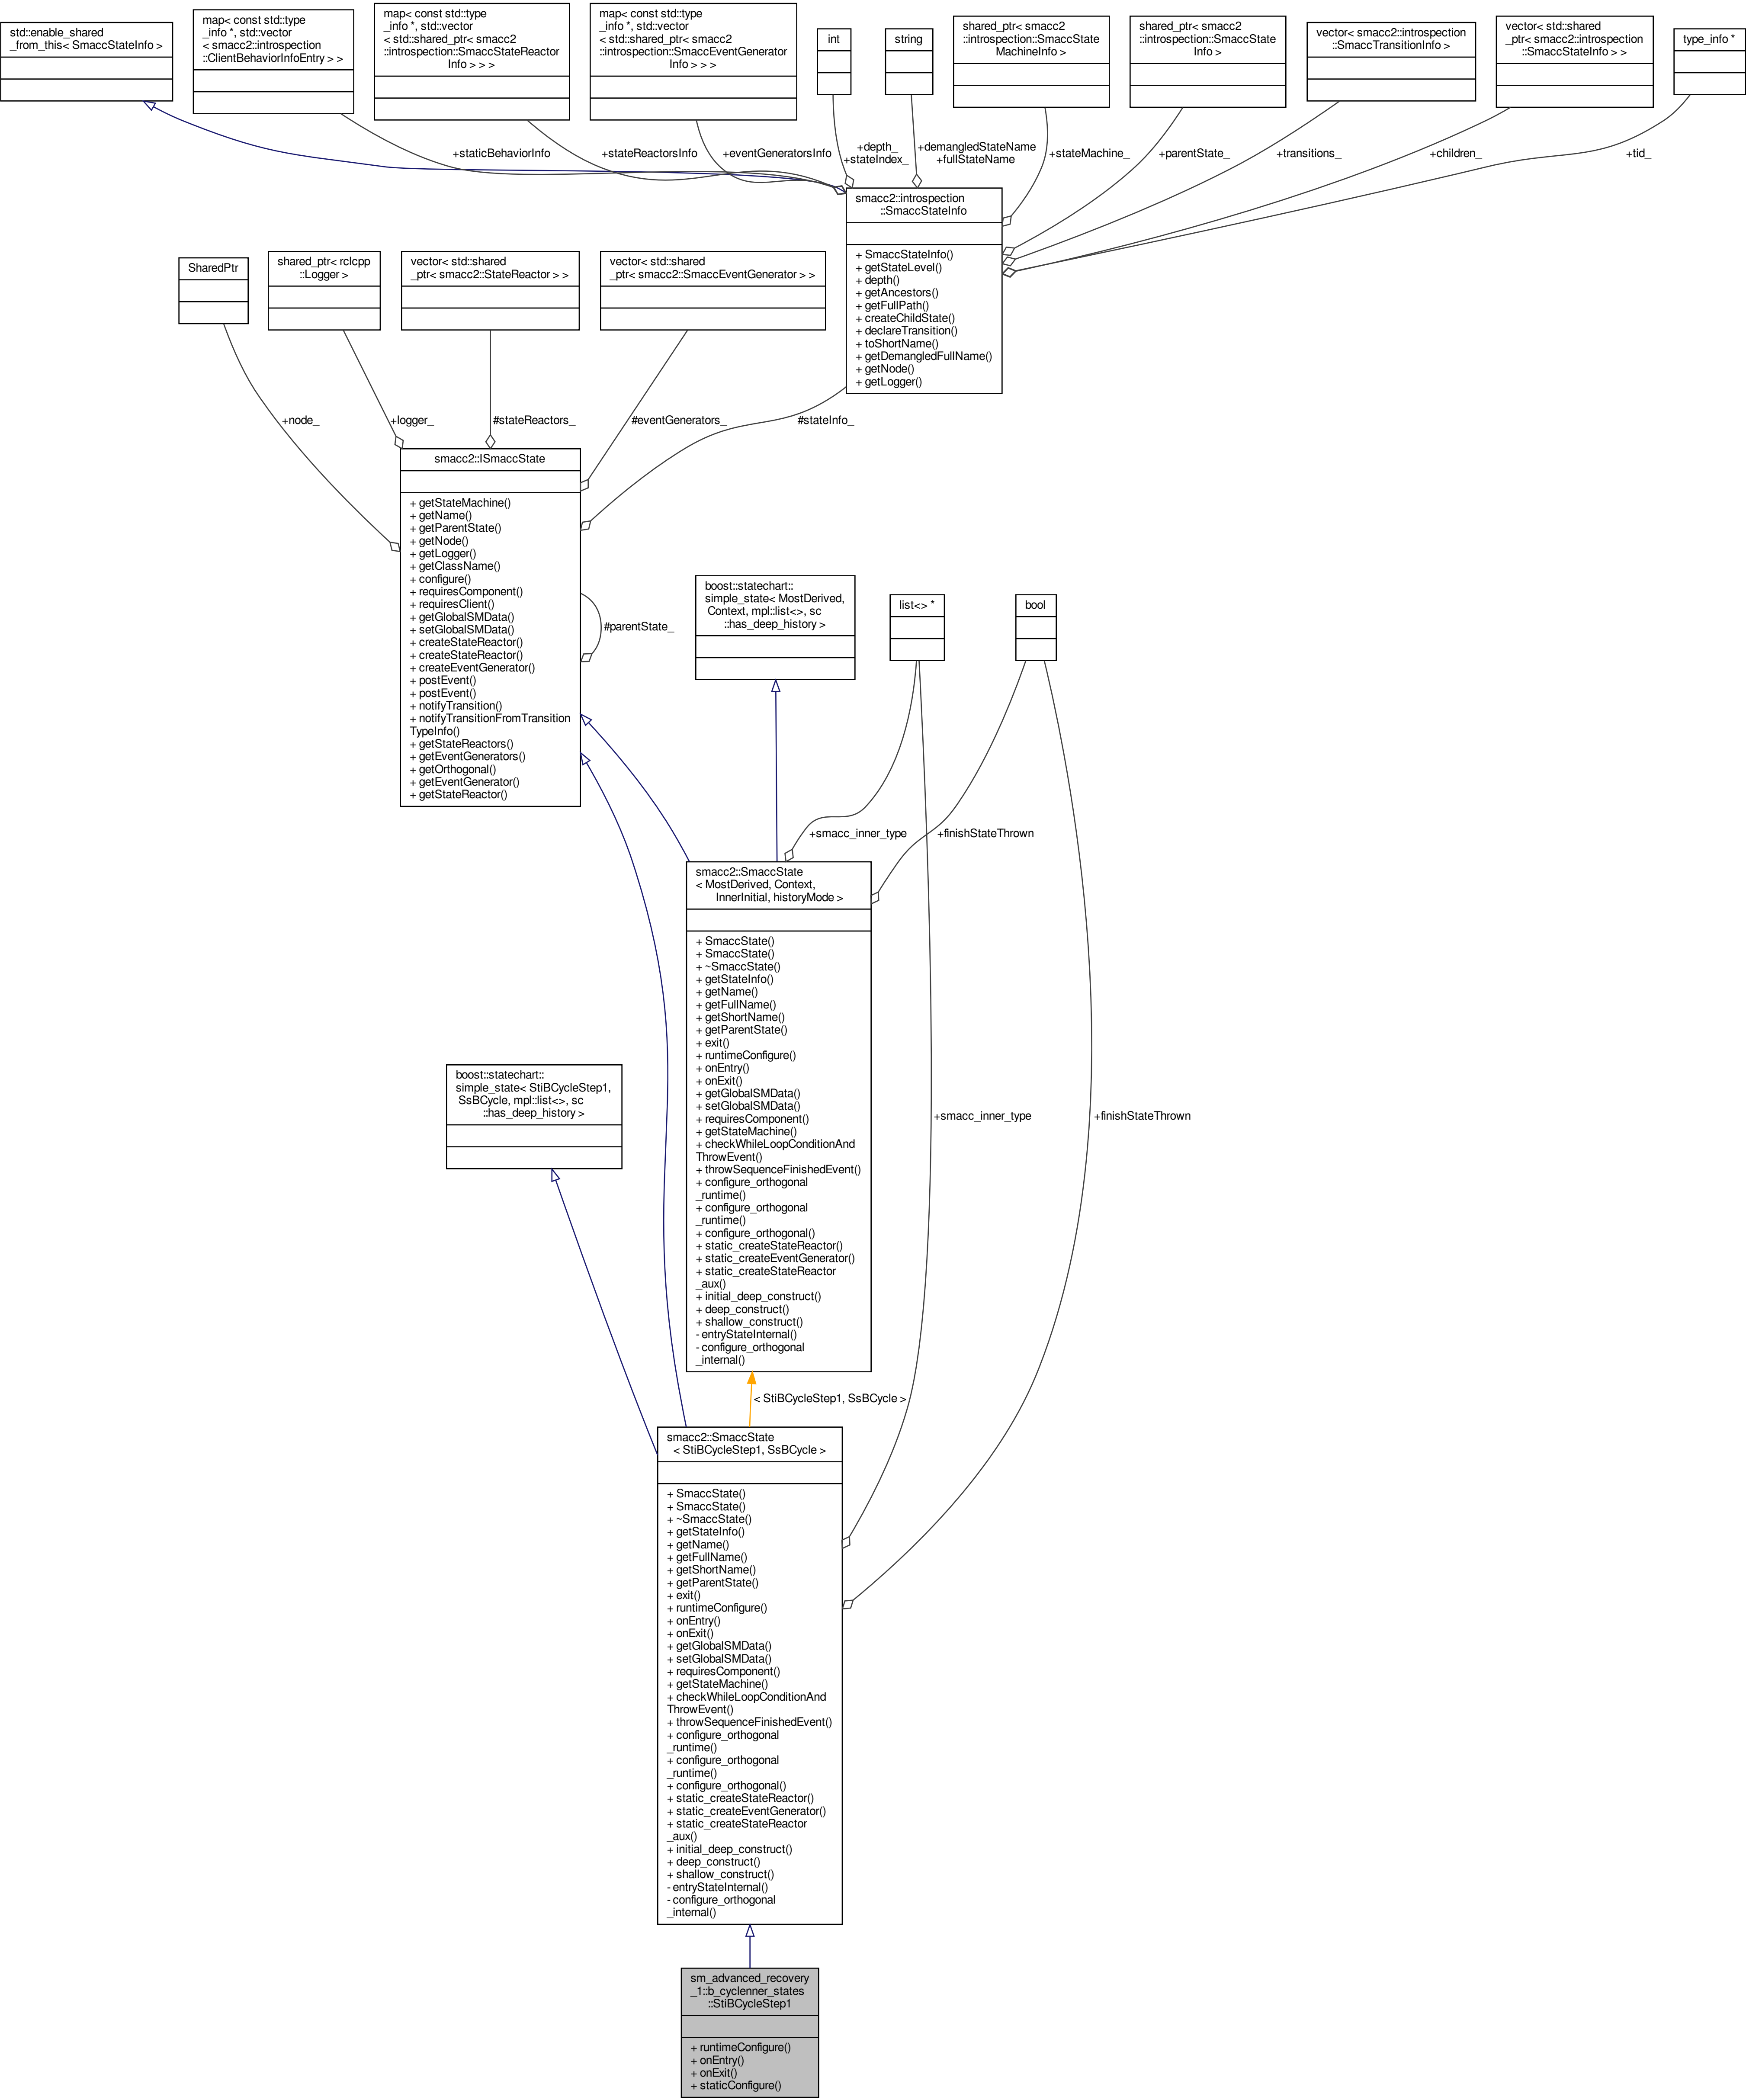 std::enable_shared
_from_this< SmaccStateInfo >
map< const std::type
_info *, std::vector
< smacc2::introspection
::ClientBehaviorInfoEntry > >
map< const std::type
_info *, std::vector
< std::shared_ptr< smacc2
::introspection::SmaccStateReactor
Info > > >
map< const std::type
_info *, std::vector
< std::shared_ptr< smacc2
::introspection::SmaccEventGenerator
Info > > >
int
string
shared_ptr< smacc2
::introspection::SmaccState
MachineInfo >
shared_ptr< smacc2
::introspection::SmaccState
Info >
vector< smacc2::introspection
::SmaccTransitionInfo >
vector< std::shared
_ptr< smacc2::introspection
::SmaccStateInfo > >
type_info *
+staticBehaviorInfo
+stateReactorsInfo
+eventGeneratorsInfo
+depth_
+stateIndex_
+demangledStateName
+fullStateName
+stateMachine_
+parentState_
+transitions_
+children_
+tid_
smacc2::introspection
::SmaccStateInfo
+ SmaccStateInfo()
+ getStateLevel()
+ depth()
+ getAncestors()
+ getFullPath()
+ createChildState()
+ declareTransition()
+ toShortName()
+ getDemangledFullName()
+ getNode()
+ getLogger()
SharedPtr
shared_ptr< rclcpp
::Logger >
vector< std::shared
_ptr< smacc2::StateReactor > >
vector< std::shared
_ptr< smacc2::SmaccEventGenerator > >
+node_
+logger_
#stateReactors_
#eventGenerators_
#stateInfo_
smacc2::ISmaccState
+ getStateMachine()
+ getName()
+ getParentState()
+ getNode()
+ getLogger()
+ getClassName()
+ configure()
+ requiresComponent()
+ requiresClient()
+ getGlobalSMData()
+ setGlobalSMData()
+ createStateReactor()
+ createStateReactor()
+ createEventGenerator()
+ postEvent()
+ postEvent()
+ notifyTransition()
+ notifyTransitionFromTransition
TypeInfo()
+ getStateReactors()
+ getEventGenerators()
+ getOrthogonal()
+ getEventGenerator()
+ getStateReactor()
#parentState_
boost::statechart::
simple_state< MostDerived,
Context, mpl::list<>, sc
::has_deep_history >
list<> *
bool
+smacc_inner_type
+finishStateThrown
smacc2::SmaccState
< MostDerived, Context,
InnerInitial, historyMode >
+ SmaccState()
+ SmaccState()
+ ~SmaccState()
+ getStateInfo()
+ getName()
+ getFullName()
+ getShortName()
+ getParentState()
+ exit()
+ runtimeConfigure()
+ onEntry()
+ onExit()
+ getGlobalSMData()
+ setGlobalSMData()
+ requiresComponent()
+ getStateMachine()
+ checkWhileLoopConditionAnd
ThrowEvent()
+ throwSequenceFinishedEvent()
+ configure_orthogonal
_runtime()
+ configure_orthogonal
_runtime()
+ configure_orthogonal()
+ static_createStateReactor()
+ static_createEventGenerator()
+ static_createStateReactor
_aux()
+ initial_deep_construct()
+ deep_construct()
+ shallow_construct()
- entryStateInternal()
- configure_orthogonal
_internal()
boost::statechart::
simple_state< StiBCycleStep1,
SsBCycle, mpl::list<>, sc
::has_deep_history >
+smacc_inner_type
+finishStateThrown
< StiBCycleStep1, SsBCycle >
smacc2::SmaccState
< StiBCycleStep1, SsBCycle >
+ SmaccState()
+ SmaccState()
+ ~SmaccState()
+ getStateInfo()
+ getName()
+ getFullName()
+ getShortName()
+ getParentState()
+ exit()
+ runtimeConfigure()
+ onEntry()
+ onExit()
+ getGlobalSMData()
+ setGlobalSMData()
+ requiresComponent()
+ getStateMachine()
+ checkWhileLoopConditionAnd
ThrowEvent()
+ throwSequenceFinishedEvent()
+ configure_orthogonal
_runtime()
+ configure_orthogonal
_runtime()
+ configure_orthogonal()
+ static_createStateReactor()
+ static_createEventGenerator()
+ static_createStateReactor
_aux()
+ initial_deep_construct()
+ deep_construct()
+ shallow_construct()
- entryStateInternal()
- configure_orthogonal
_internal()
sm_advanced_recovery
_1::b_cyclenner_states
::StiBCycleStep1
+ runtimeConfigure()
+ onEntry()
+ onExit()
+ staticConfigure()